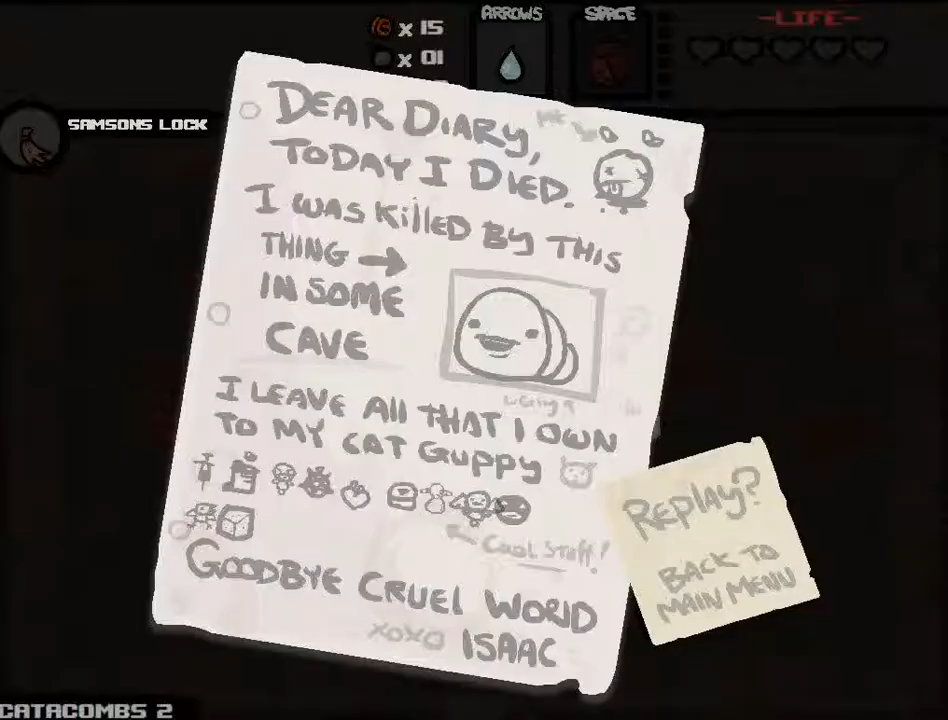 x 15
x 01
ARROWS
SPACE
-LIFE-
SAMSONS LOCK
DEAR DIARY,
TODAY I DIED.
I WAS KILLED BY THIS
THING →
IN SOME
CAVE
I LEAVE ALL THAT I OWN
TO MY CAT GUPPY
COOL STUFF!
GOODBYE CRUEL WORLD
XOXO ISAAC
REPLAY?
BACK TO
MAIN MENU
CATACOMBS 2